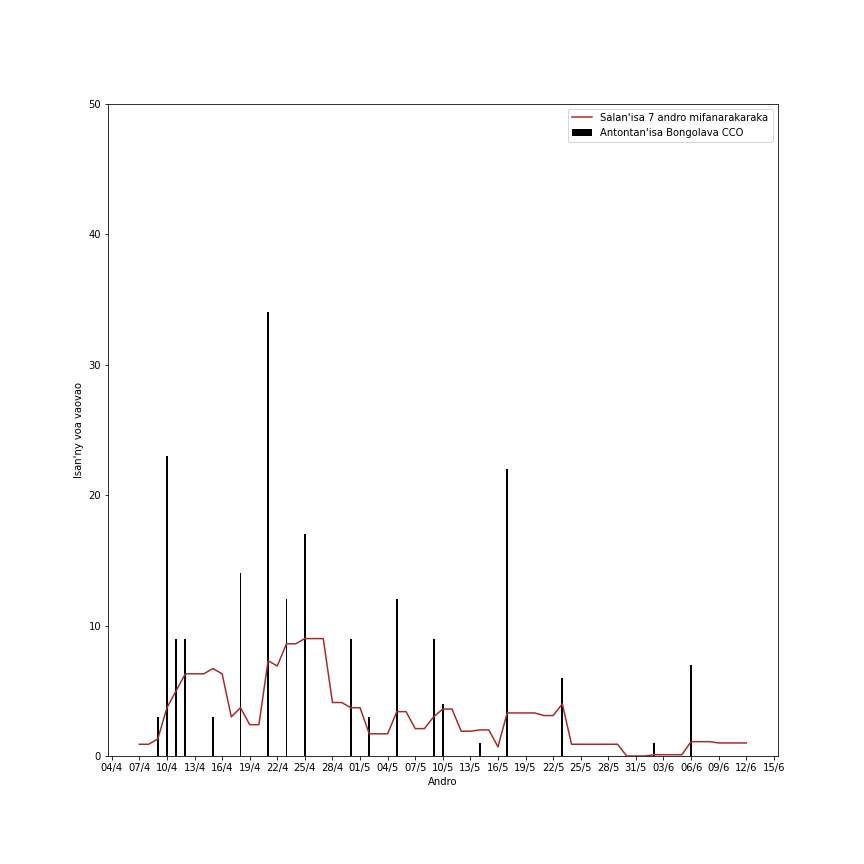 Salan'isa 7 andro mifanarakaraka
Antontan'isa Bongolava CCO
50
40
30
20
10
0
Isan'ny voa vaovao
04/4 07/4 10/4 13/4 16/4 19/4 22/4 25/4 28/4 01/5 04/5 07/5 10/5 13/5 16/5 19/5 22/5 25/5 28/5 31/5 03/6 06/6 09/6 12/6 15/6
Andro